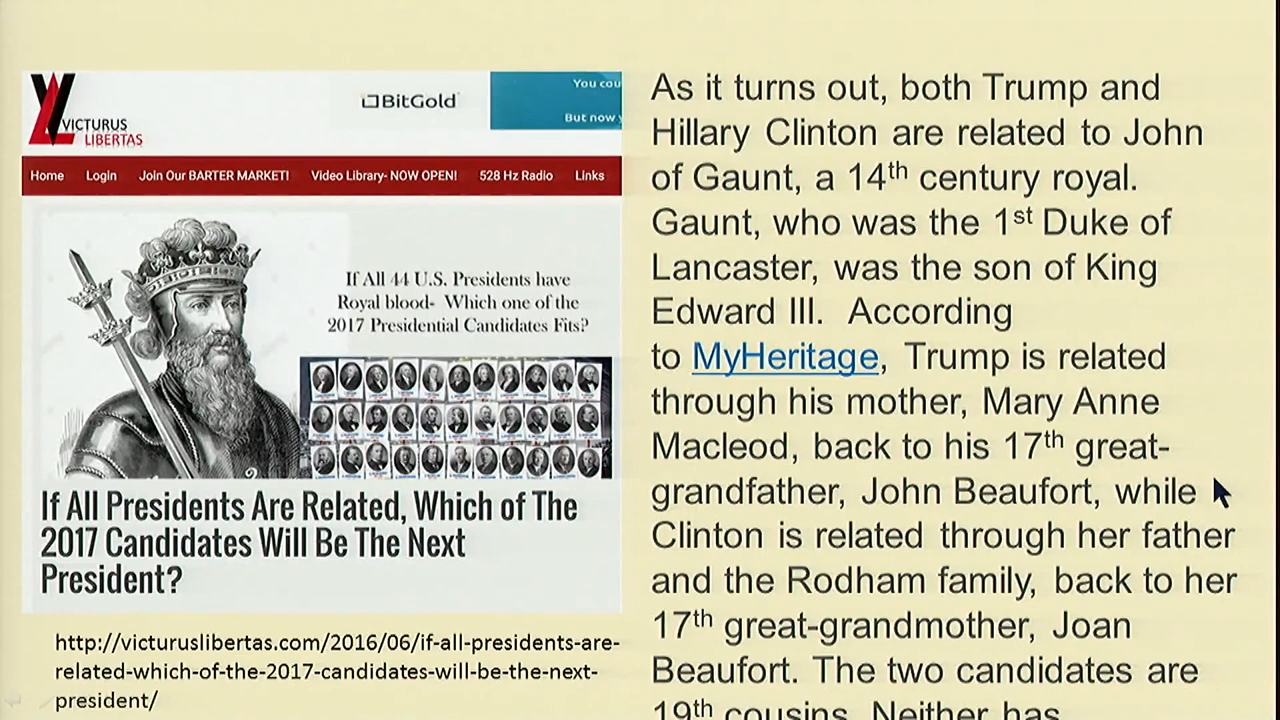 VICTURUS
LIBERTAS
BitGold
You cou
But now y
Home Login Join Our BARTER MARKET! Video Library- NOW OPEN! 528 Hz Radio Links
If All 44 U.S. Presidents have
Royal blood- Which one of the
2017 Presidential Candidates Fits?
If All Presidents Are Related, Which of The
2017 Candidates Will Be The Next
President?
http://victuruslibertas.com/2016/06/if-all-presidents-are-
related-which-of-the-2017-candidates-will-be-the-next-
president/
As it turns out, both Trump and
Hillary Clinton are related to John
of Gaunt, a 14th century royal.
Gaunt, who was the 1st Duke of
Lancaster, was the son of King
Edward III. According
to MyHeritage, Trump is related
through his mother, Mary Anne
Macleod, back to his 17th great-
grandfather, John Beaufort, while
Clinton is related through her father
and the Rodham family, back to her
17th great-grandmother, Joan
Beaufort. The two candidates are
19th cousins. Neither has